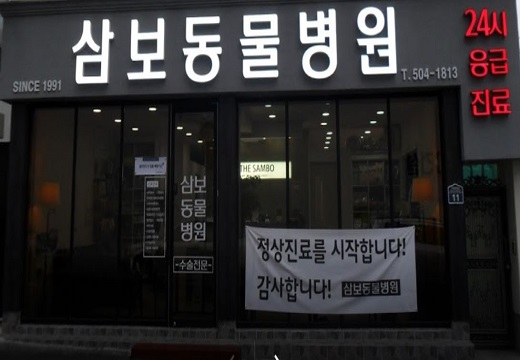 삼보동물병원
SINCE 1991
T. 504-1813
24시
응급
진료
THE SAMBO
삼보
동물
병원
-수술전문-
11
정상진료를 시작합니다!
감사합니다! 삼보동물병원